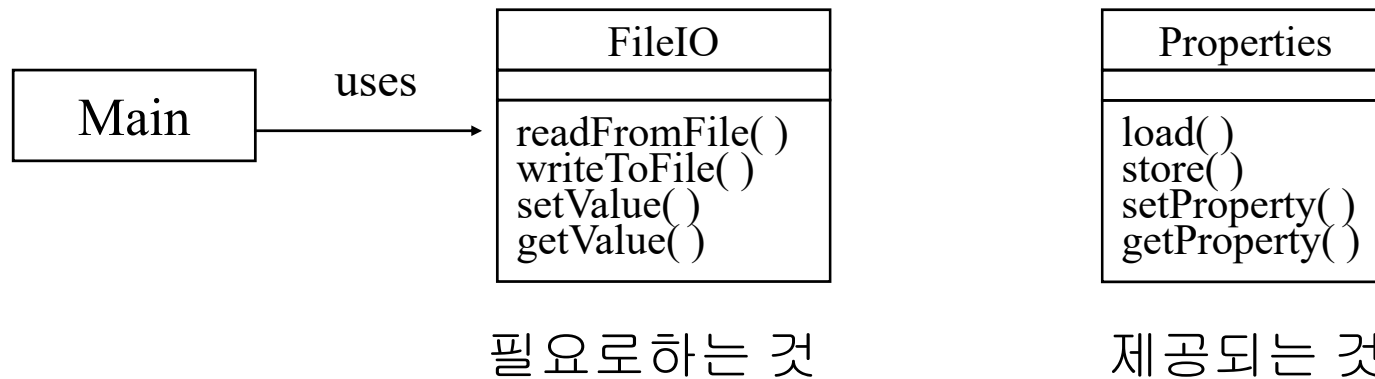 Main
uses
FileIO
readFromFile( )
writeToFile( )
setValue( )
getValue( )
필요로하는 것
Properties
load()
store()
setProperty( )
getProperty( )
제공되는 것